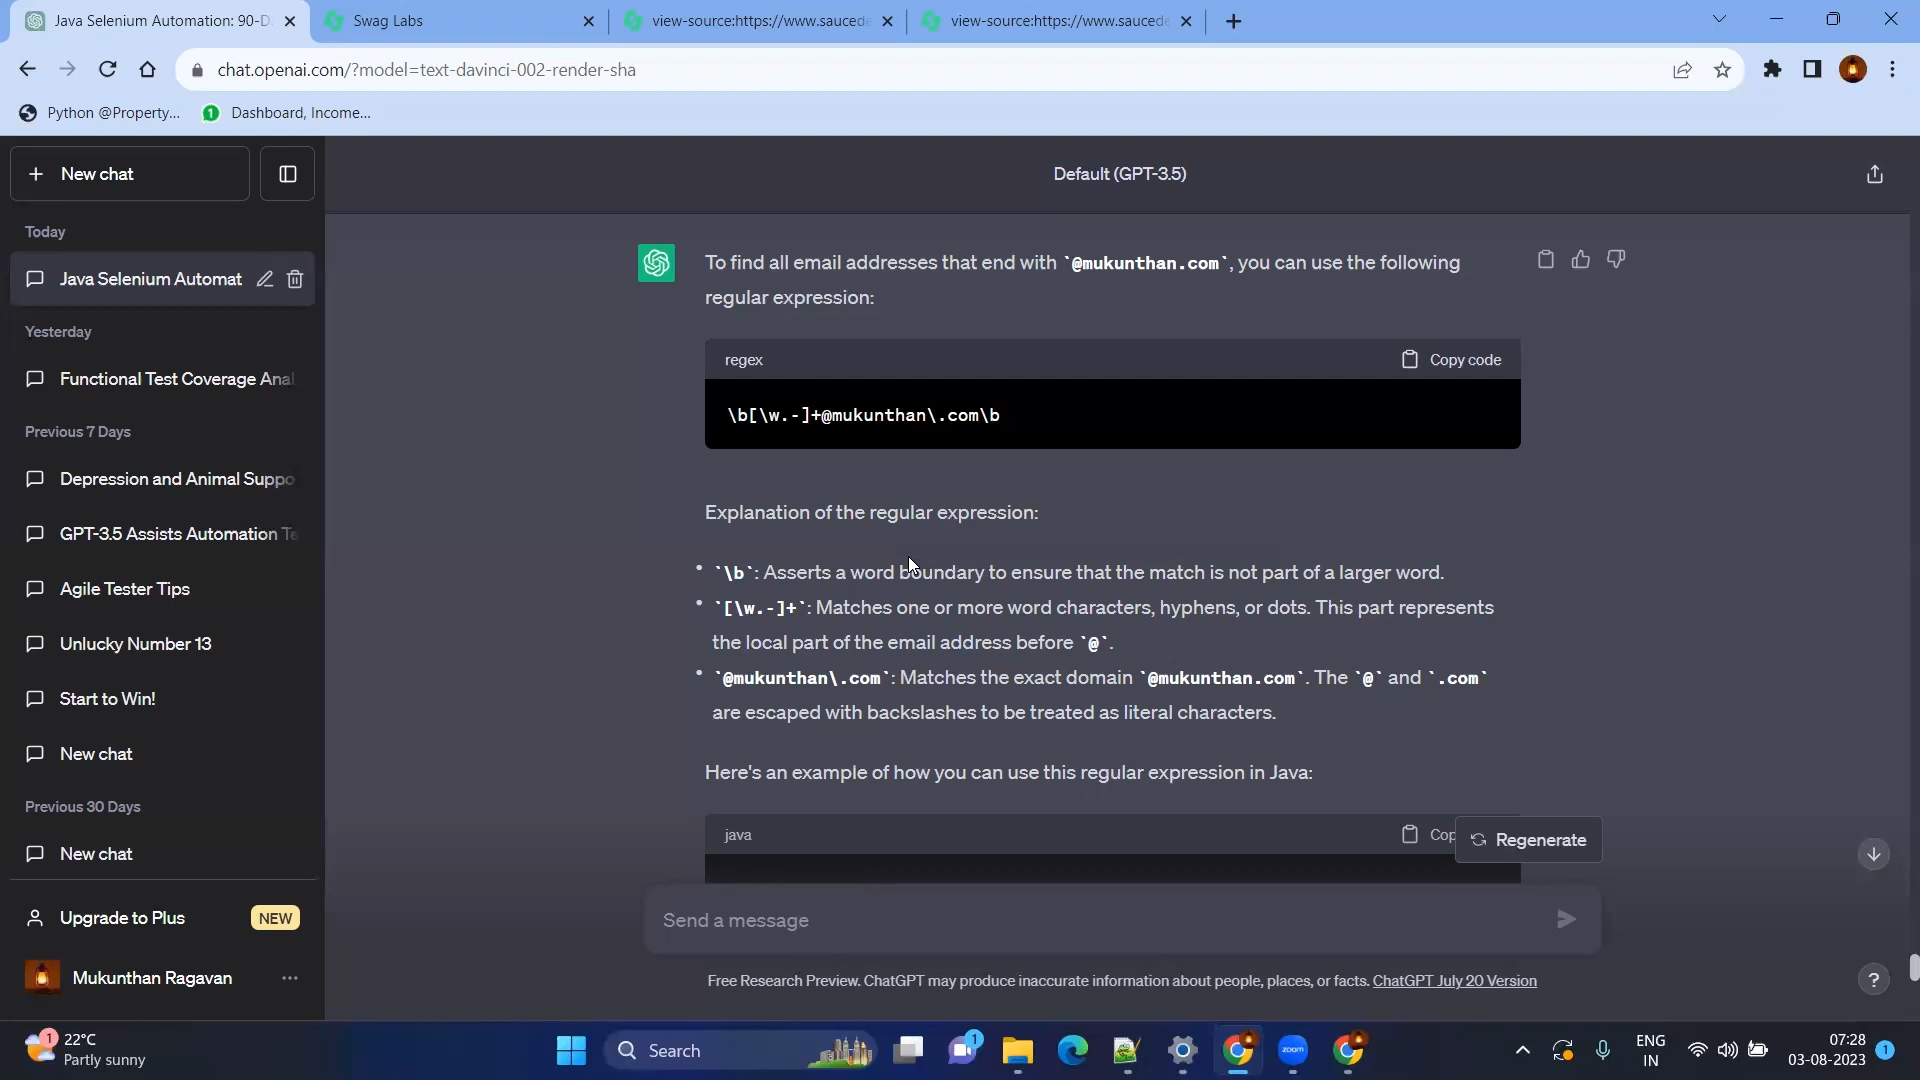 Java Selenium Automation: 90-D
Swag Labs
view-source:https://www.saucede
view-source:https://www.saucede
chat.openai.com/?model=text-davinci-002-render-sha
Python @Property...
1
Dashboard, Income...
New chat
Today
Java Selenium Automat
Yesterday
Functional Test Coverage Anal
Previous 7 Days
Depression and Animal Suppo
GPT-3.5 Assists Automation Te
Agile Tester Tips
Unlucky Number 13
Start to Win!
New chat
Previous 30 Days
New chat
Upgrade to Plus
NEW
Mukunthan Ragavan
Default (GPT-3.5)
To find all email addresses that end with `@mukunthan.com`, you can use the following
regular expression:
regex
Copy code
\b[\w.-]+@mukunthan\.com\b
Explanation of the regular expression:
• `\b`: Asserts a word boundary to ensure that the match is not part of a larger word.
• `[\w.-]+`: Matches one or more word characters, hyphens, or dots. This part represents
the local part of the email address before `@`.
• `@mukunthan\.com`: Matches the exact domain `@mukunthan.com`. The `@` and `.com`
are escaped with backslashes to be treated as literal characters.
Here's an example of how you can use this regular expression in Java:
java
Cop
Regenerate
Send a message
Free Research Preview. ChatGPT may produce inaccurate information about people, places, or facts. ChatGPT July 20 Version
?
1
22°C
Partly sunny
Search
1
zoom
ENG
IN
07:28
03-08-2023
1